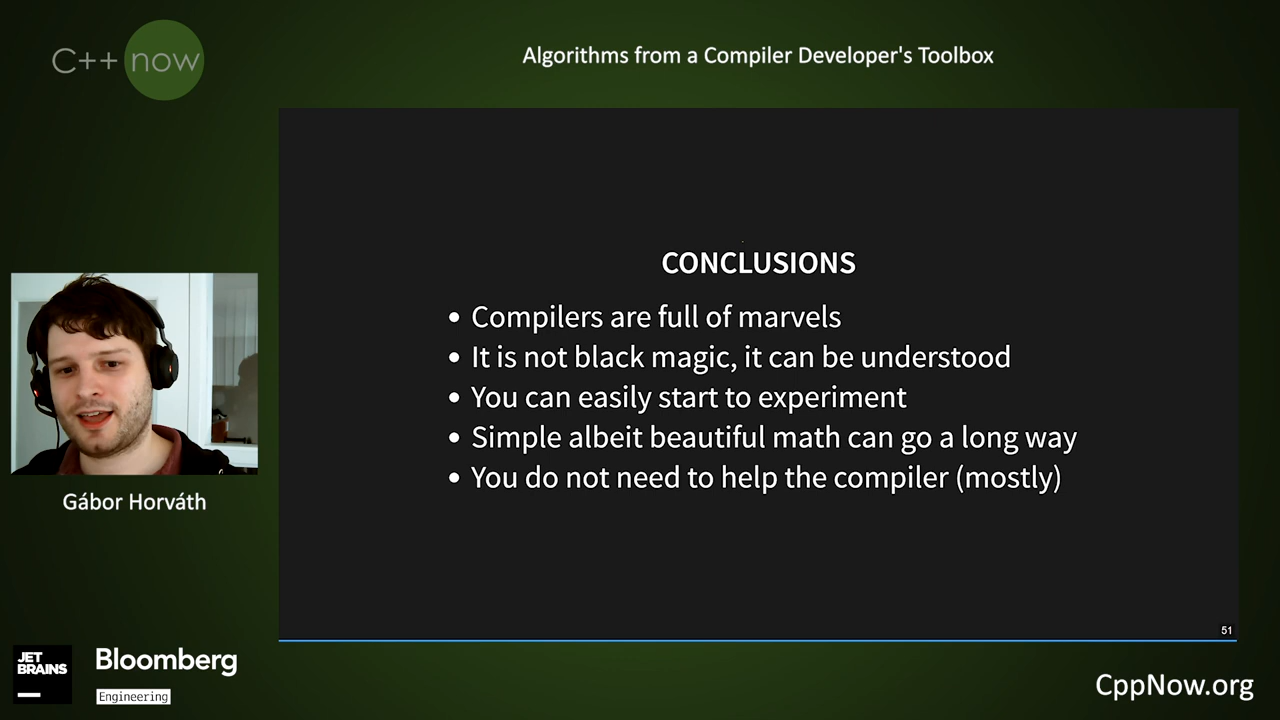 C++ now
Algorithms from a Compiler Developer's Toolbox
CONCLUSIONS
• Compilers are full of marvels
• It is not black magic, it can be understood
• You can easily start to experiment
• Simple albeit beautiful math can go a long way
• You do not need to help the compiler (mostly)
Gábor Horváth
51
JET
BRAINS
Bloomberg
Engineering
CppNow.org